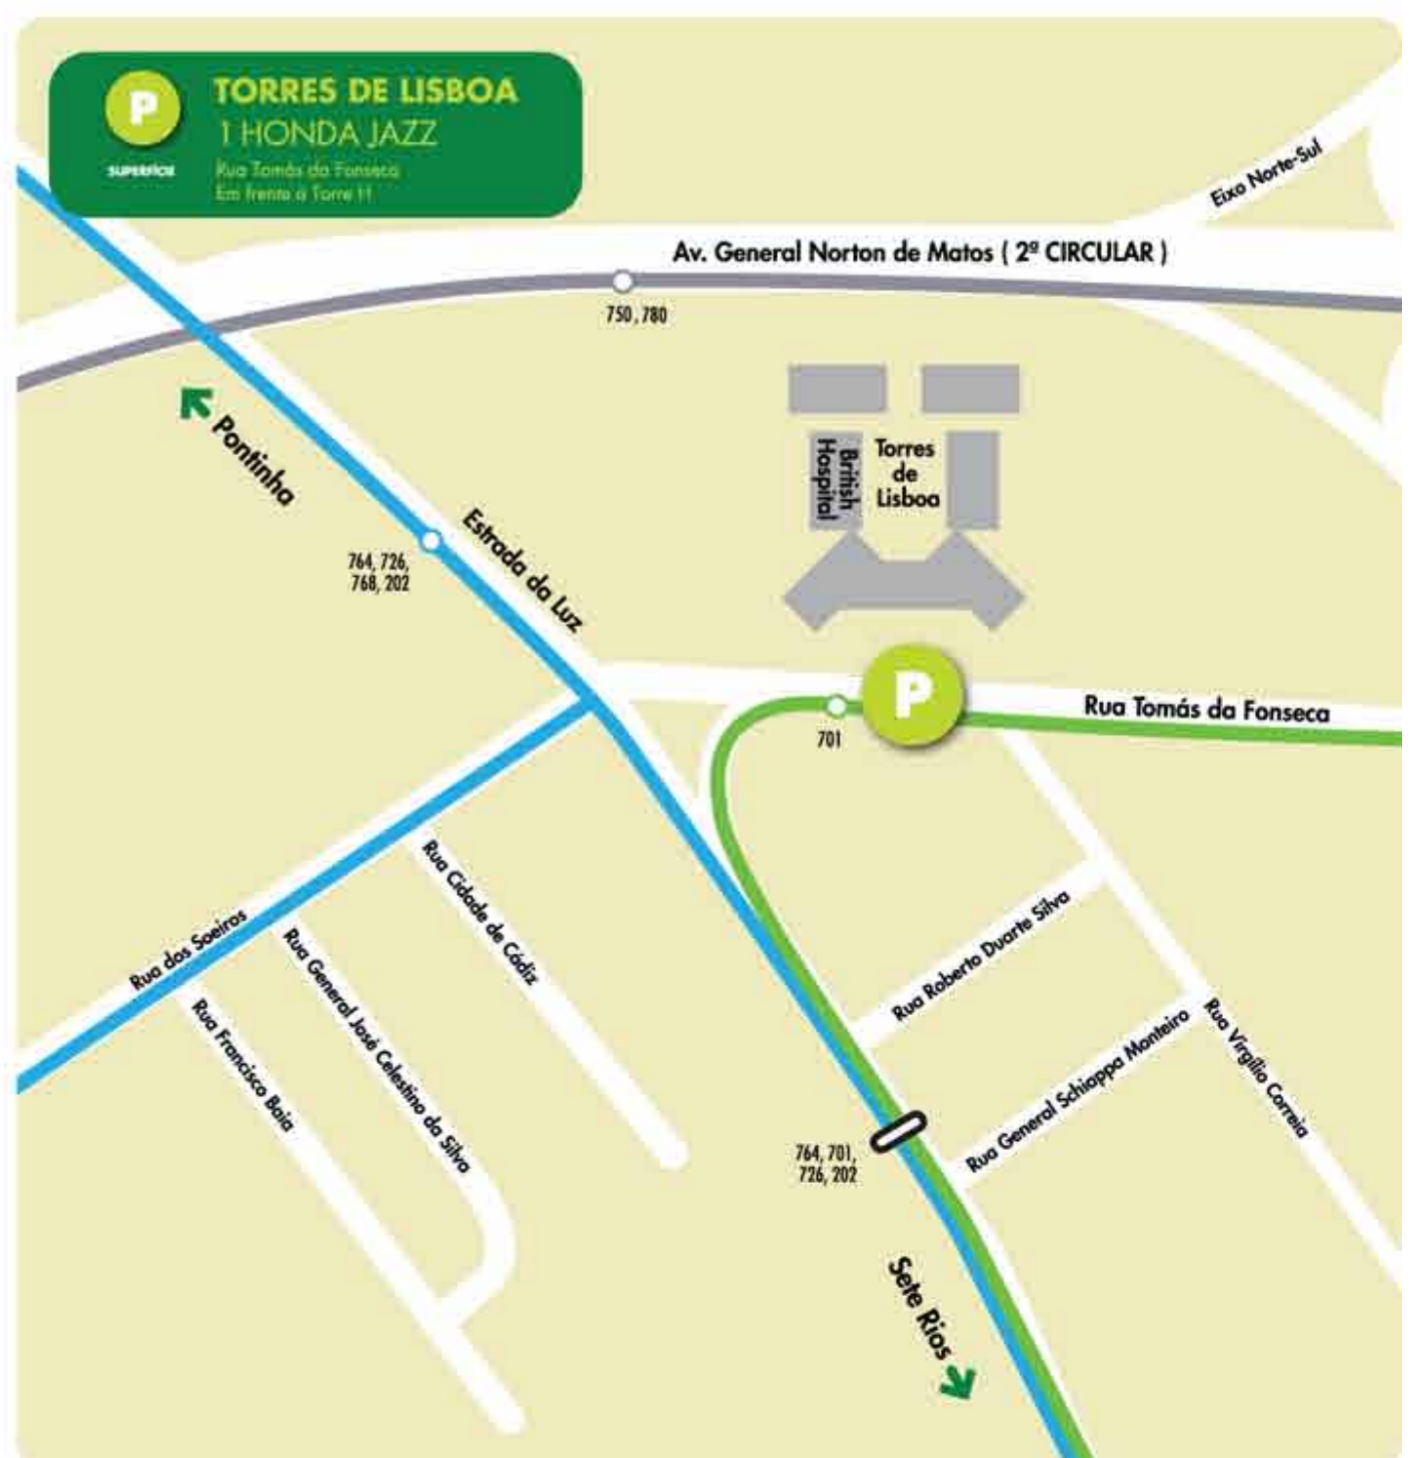 P
SUPERFÍCIE
TORRES DE LISBOA
1 HONDA JAZZ
Rua Tomás da Fonseca
Em frente à Torre H
Eixo Norte-Sul
Av. General Norton de Matos ( 2ª CIRCULAR )
750, 780
Pontinha
British
Hospital
Torres
de
Lisboa
764, 726,
768, 202
Estrada da Luz
P
701
Rua Tomás da Fonseca
Rua dos Soeiros
Rua Cidade de Cádiz
Rua General José Celestino da Silva
Rua Francisco Baia
Rua Roberto Duarte Silva
Rua General Schiappa Monteiro
Rua Virgílio Correia
764, 701,
726, 202
Sete Rios